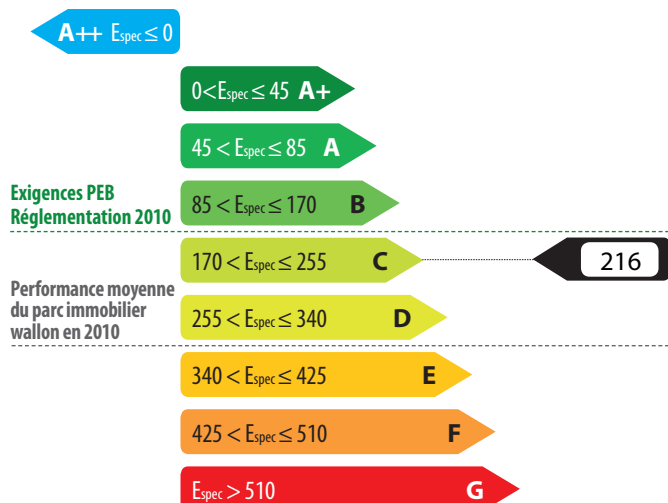 A++ Espec ≤ 0
0<Espec ≤ 45 A+
45 < Espec ≤ 85 A
Exigences PEB
Réglementation 2010
85 < Espec ≤ 170 B
170 < Espec ≤ 255 C
216
Performance moyenne
du parc immobilier
wallon en 2010
255 < Espec ≤ 340 D
340 < Espec ≤ 425 E
425 < Espec ≤ 510 F
Espec > 510 G